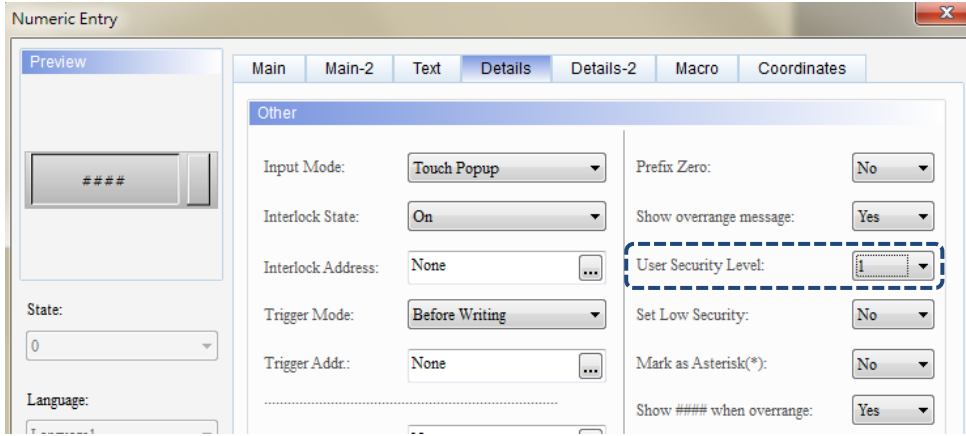 Numeric Entry
x
Preview
####
State:
0
Language:
Main Main-2 Text Details Details-2 Macro Coordinates
Other
Input Mode: Touch Popup
Interlock State: On
Interlock Address: None ...
Trigger Mode: Before Writing
Trigger Addr.: None ...
Prefix Zero: No
Show overrange message: Yes
User Security Level: 1
Set Low Security: No
Mark as Asterisk(*): No
Show #### when overrange: Yes